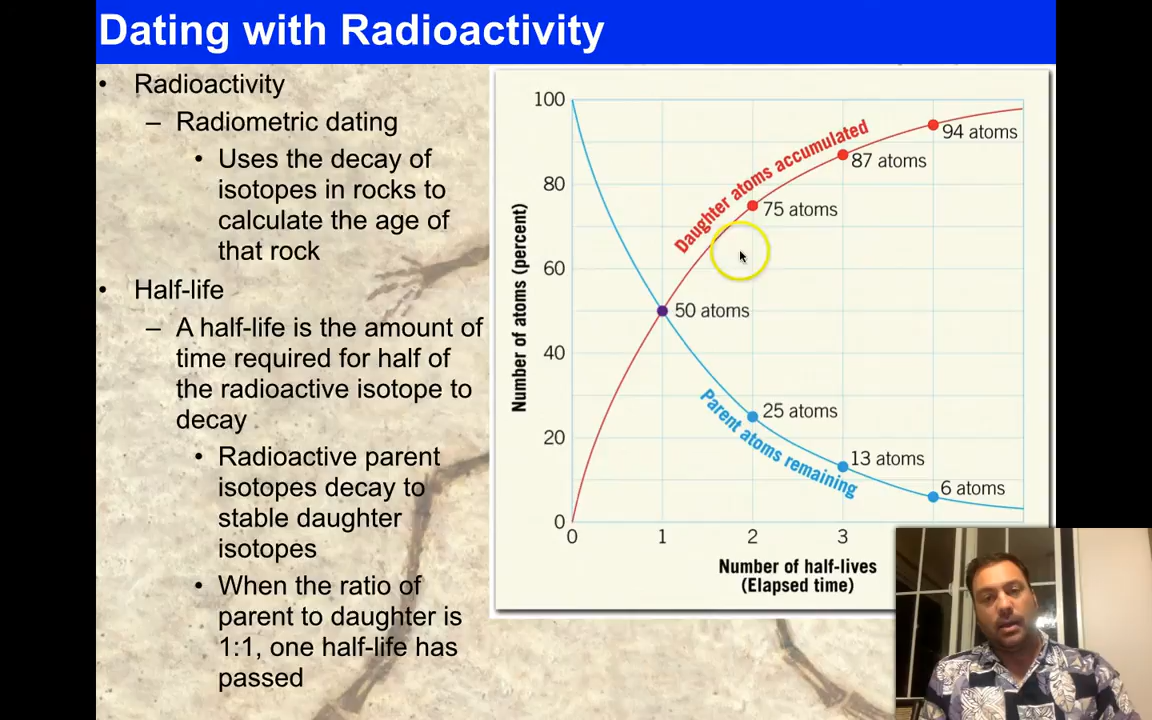 Dating with Radioactivity
• Radioactivity
– Radiometric dating
• Uses the decay of
isotopes in rocks to
calculate the age of
that rock
• Half-life
– A half-life is the amount of
time required for half of
the radioactive isotope to
decay
• Radioactive parent
isotopes decay to
stable daughter
isotopes
• When the ratio of
parent to daughter is
1:1, one half-life has
passed
Number of atoms (percent)
100
80
60
40
20
0
Daughter atoms accumulated
94 atoms
87 atoms
75 atoms
50 atoms
Parent atoms remaining
25 atoms
13 atoms
6 atoms
0 1 2 3
Number of half-lives
(Elapsed time)